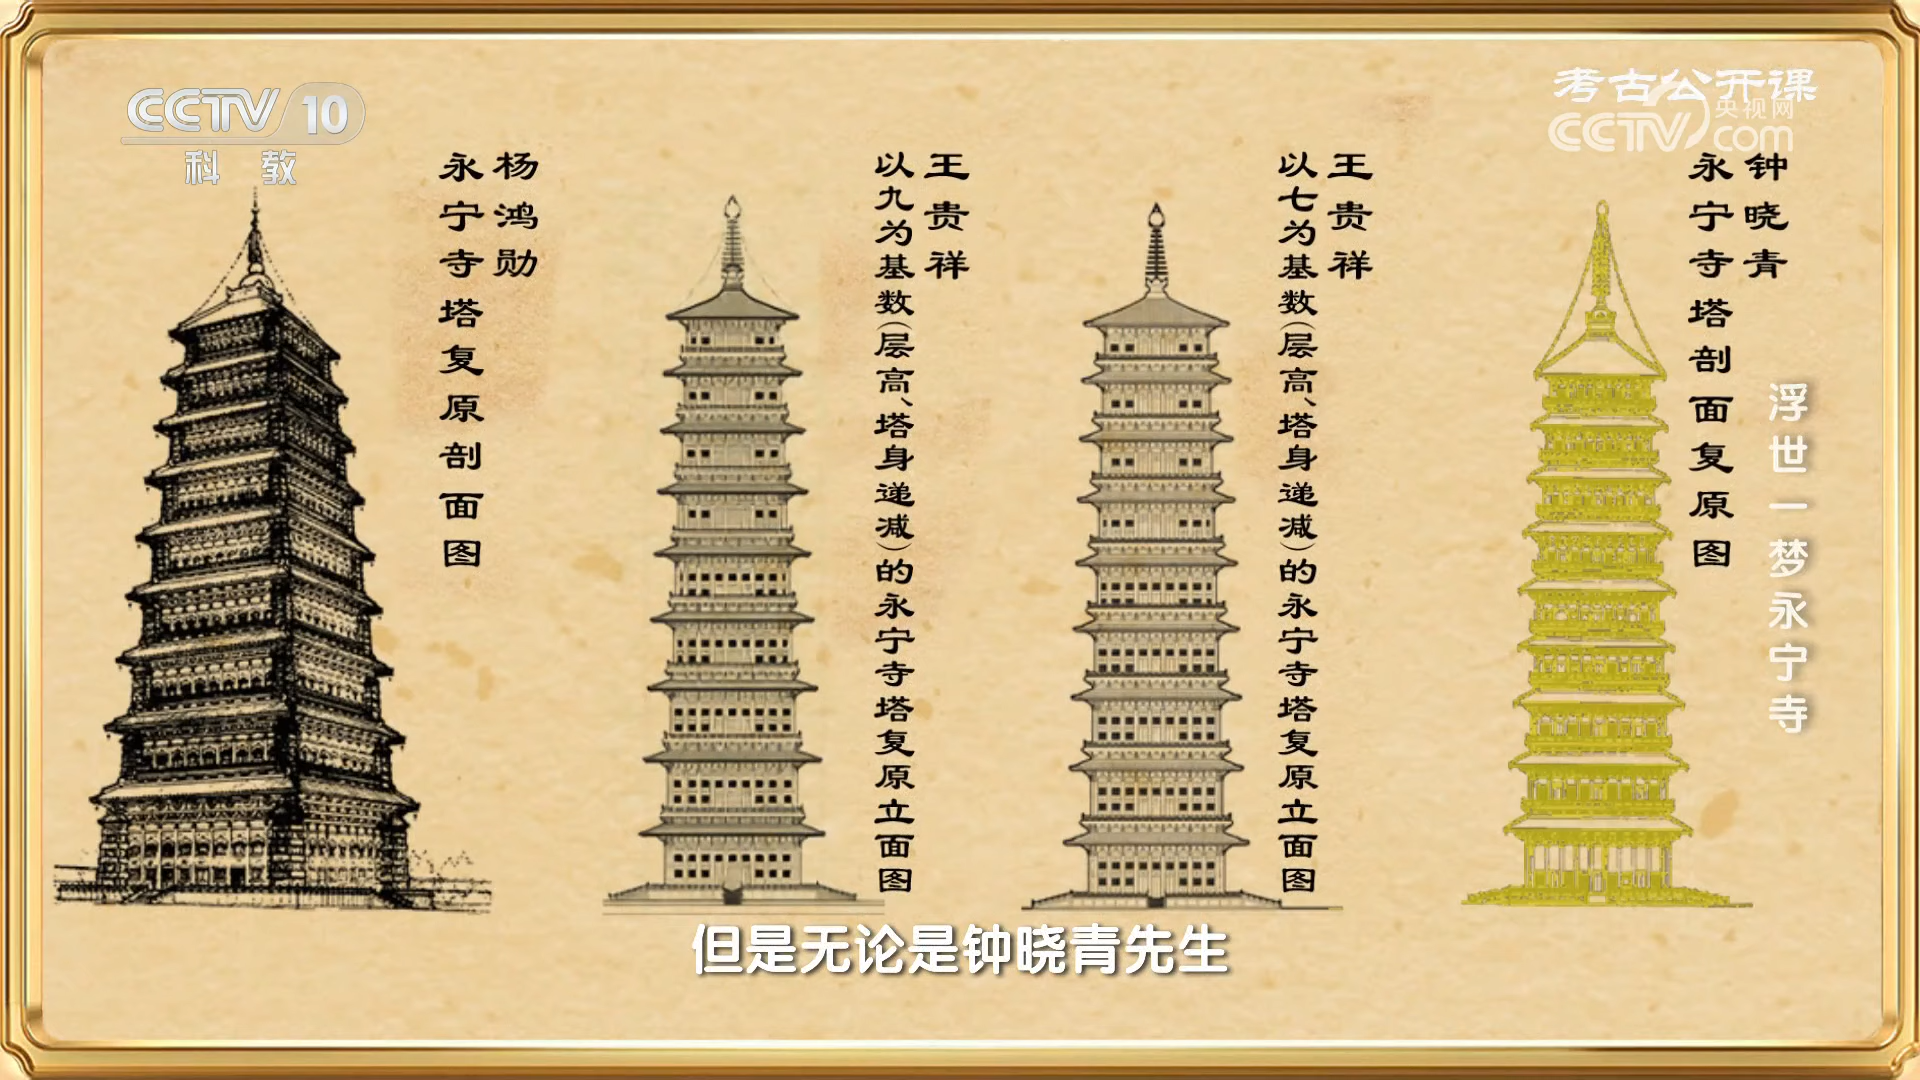 CCTV 10
科教
考古公开课
央视网
CCTV.com
杨鸿勋
永宁寺塔复原剖面图
王贵祥
以九为基数(层高、塔身递减)的永宁寺塔复原立面图
王贵祥
以七为基数(层高、塔身递减)的永宁寺塔复原立面图
钟晓青
永宁寺塔剖面复原图
浮世一梦永宁寺
但是无论是钟晓青先生